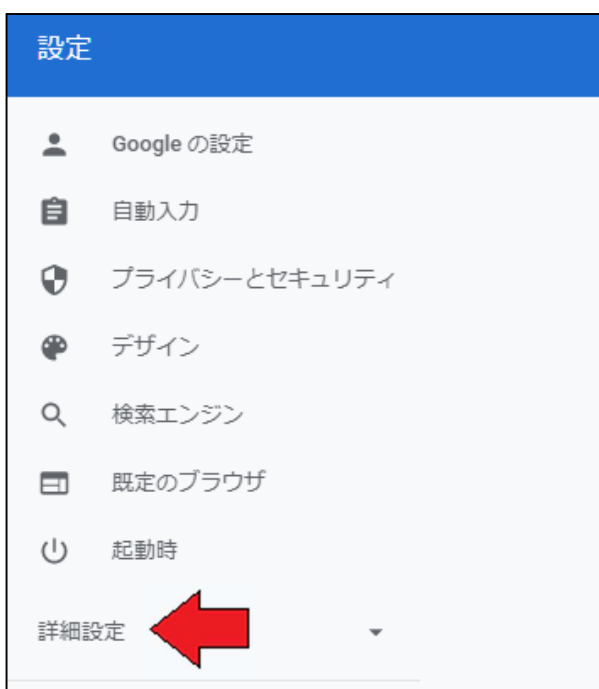 設定
Google の設定
自動入力
プライバシーとセキュリティ
デザイン
検索エンジン
既定のブラウザ
起動時
詳細設定